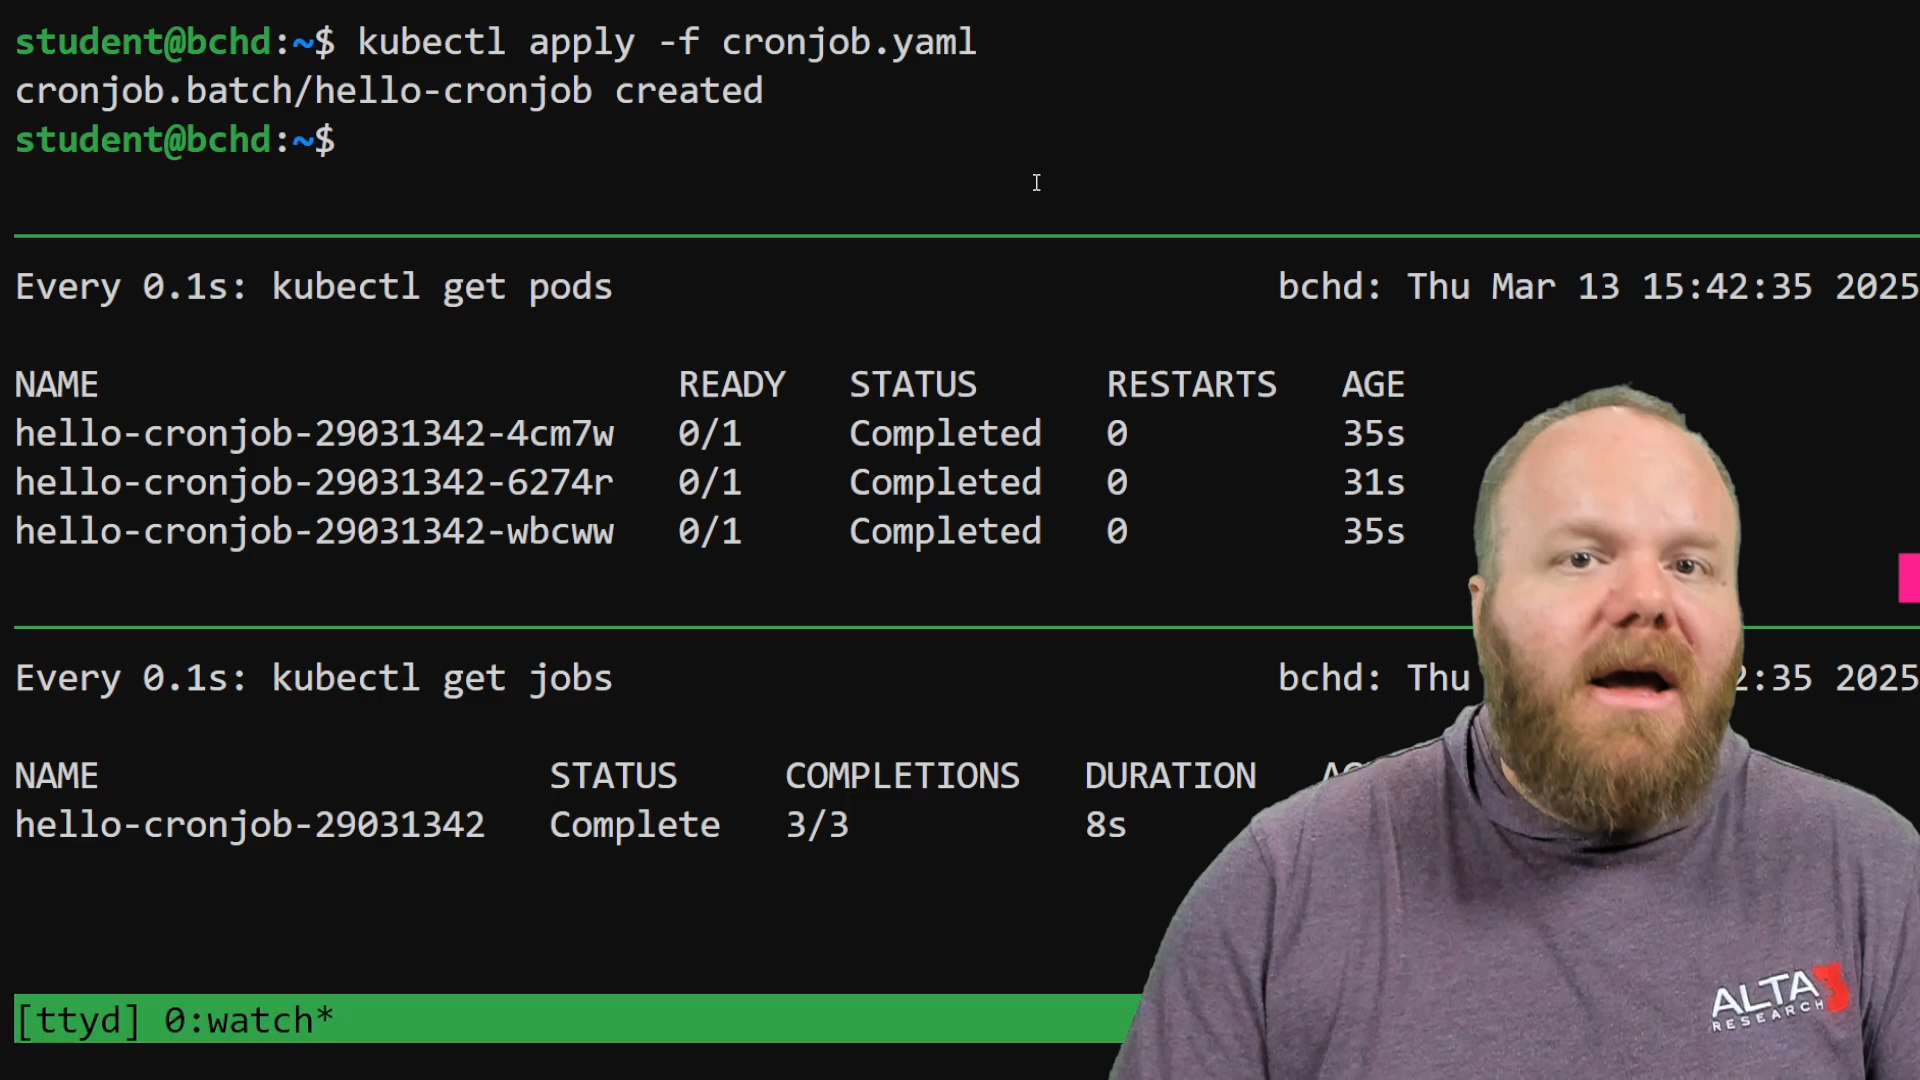 student@bchd:~$ kubectl apply -f cronjob.yaml
cronjob.batch/hello-cronjob created
student@bchd:~$
Every 0.1s: kubectl get pods bchd: Thu Mar 13 15:42:35 2025
NAME READY STATUS RESTARTS AGE
hello-cronjob-29031342-4cm7w 0/1 Completed 0 35s
hello-cronjob-29031342-6274r 0/1 Completed 0 31s
hello-cronjob-29031342-wbcww 0/1 Completed 0 35s
Every 0.1s: kubectl get jobs bchd: Thu 2:35 2025
NAME STATUS COMPLETIONS DURATION
hello-cronjob-29031342 Complete 3/3 8s
[ttyd] 0:watch*
ALTA3
RESEARCH